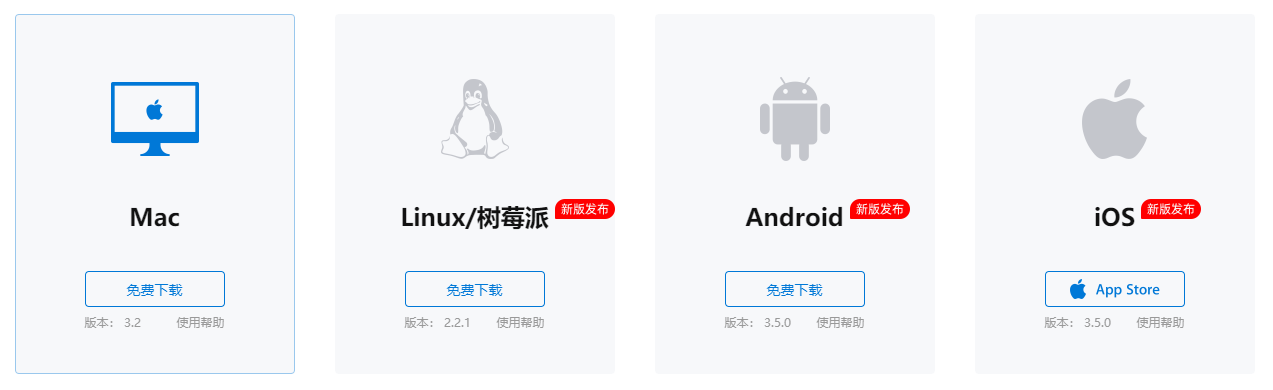 Mac
免费下载
版本： 3.2 使用帮助
Linux/树莓派 新版发布
免费下载
版本： 2.2.1 使用帮助
Android 新版发布
免费下载
版本： 3.5.0 使用帮助
iOS 新版发布
App Store
版本： 3.5.0 使用帮助